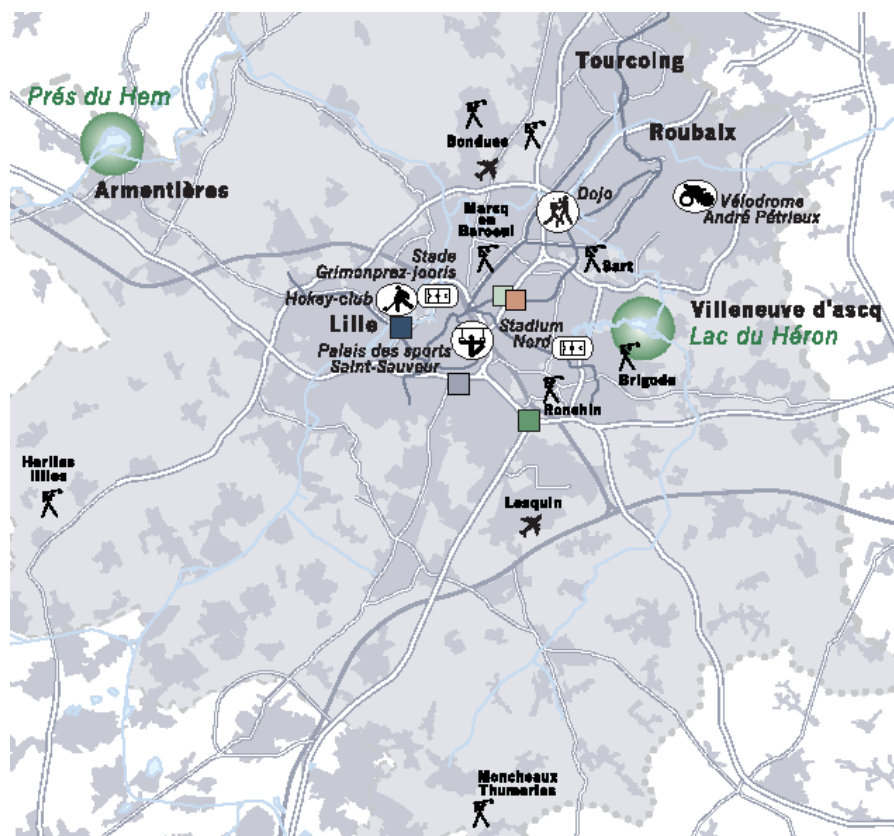 Tourcoing
Prés du Hem
Bondues
Roubaix
Armentières
Dojo
Vélodrome
André Pétrieux
Marcq
en
Baroeul
Stade
Grimonprez-jooris
Sart
Hokey-club
Lille
Villeneuve d'ascq
Lac du Héron
Stadium
Nord
Palais des sports
Saint-Sauveur
Brigode
Ronchin
Herlies
illies
Lesquin
Moncheaux
Thumeries